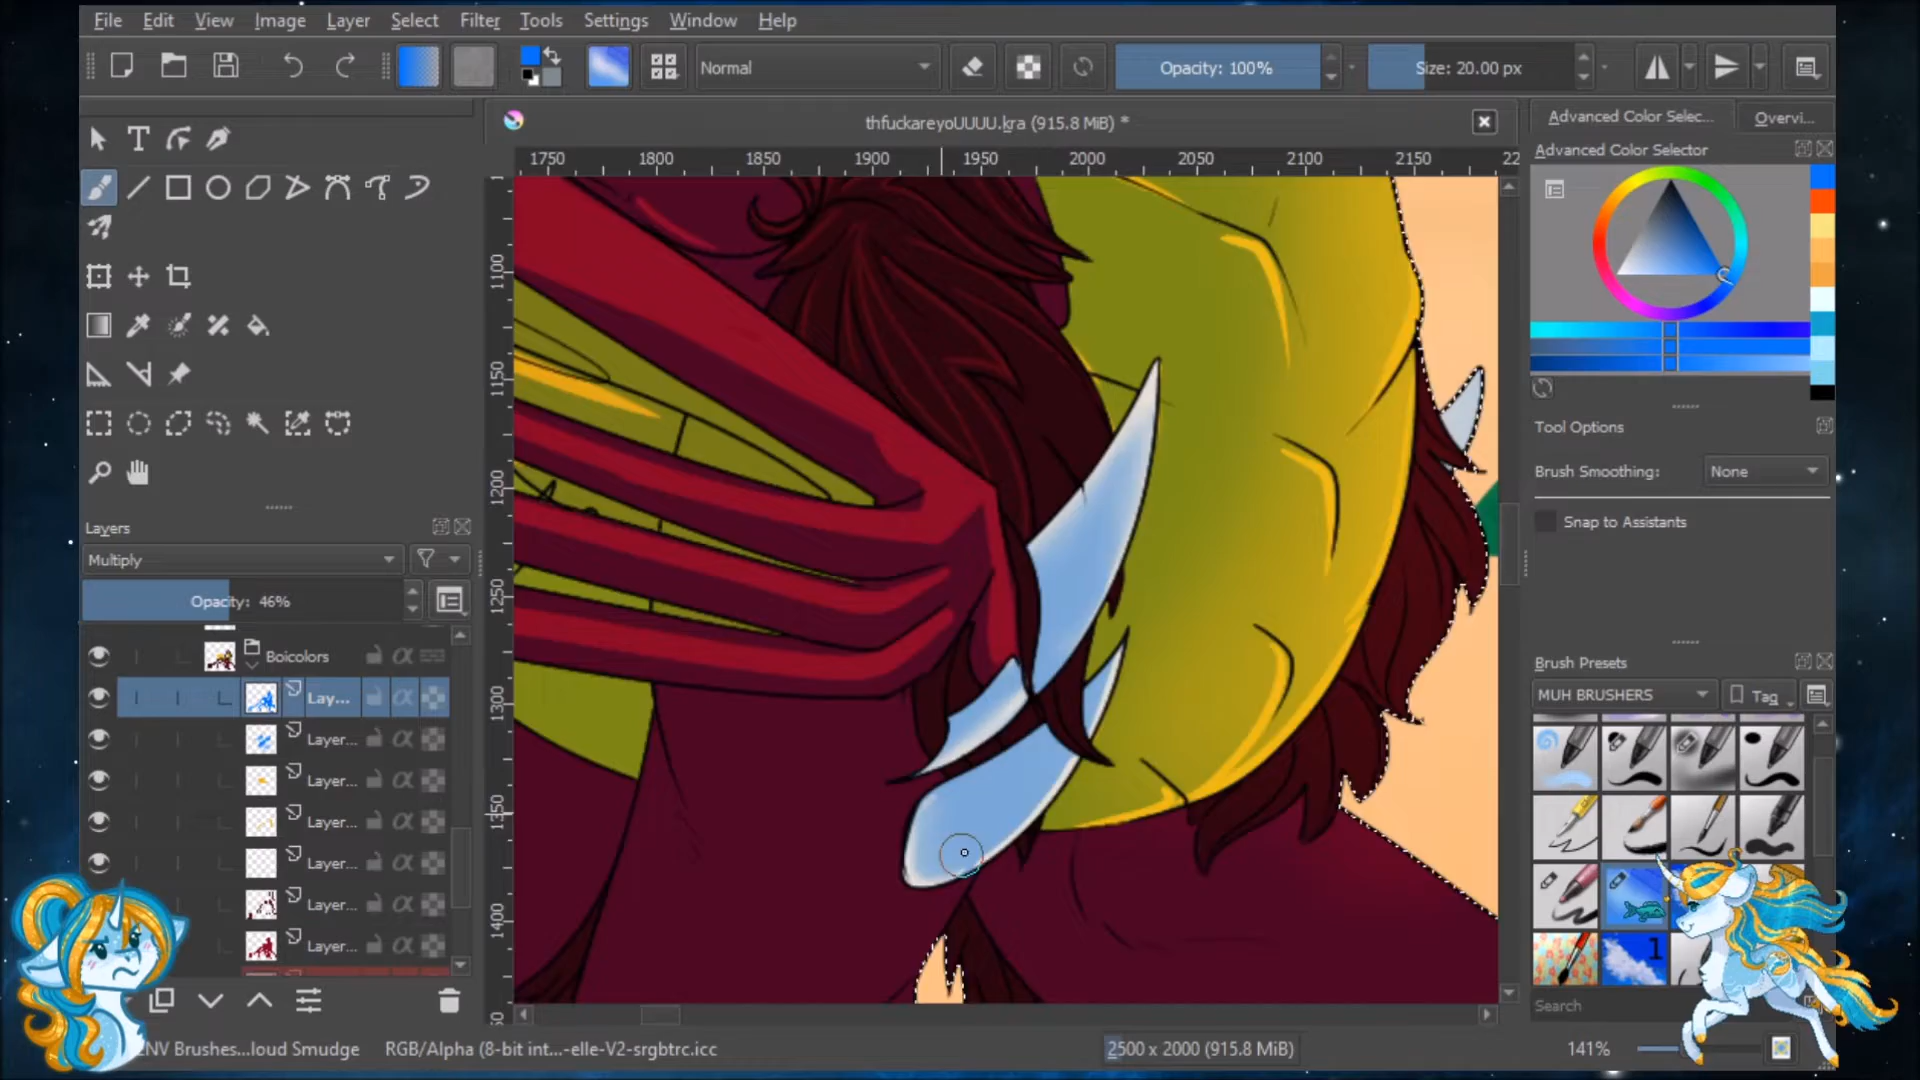 File Edit View Image Layer Select Filter Tools Settings Window Help
Normal
Opacity: 100%
Size: 20.00 px
thfuckareyoUUUU.kra (915.8 MiB) *
Advanced Color Selec...
Overvi...
1750 1800 1850 1900 1950 2000 2050 2100 2150 22
Advanced Color Selector
1100
1150
1200
1250
1300
1350
1400
Tool Options
Brush Smoothing: None
Snap to Assistants
Layers
Multiply
Opacity: 46%
Boicolors
Lay...
Layer...
Layer...
Layer...
Layer...
Layer...
Layer...
Brush Presets
MUH BRUSHERS
Tag
1
Search
NV Brushes...loud Smudge
RGB/Alpha (8-bit int...-elle-V2-srgbtrc.icc
2500 x 2000 (915.8 MiB)
141%